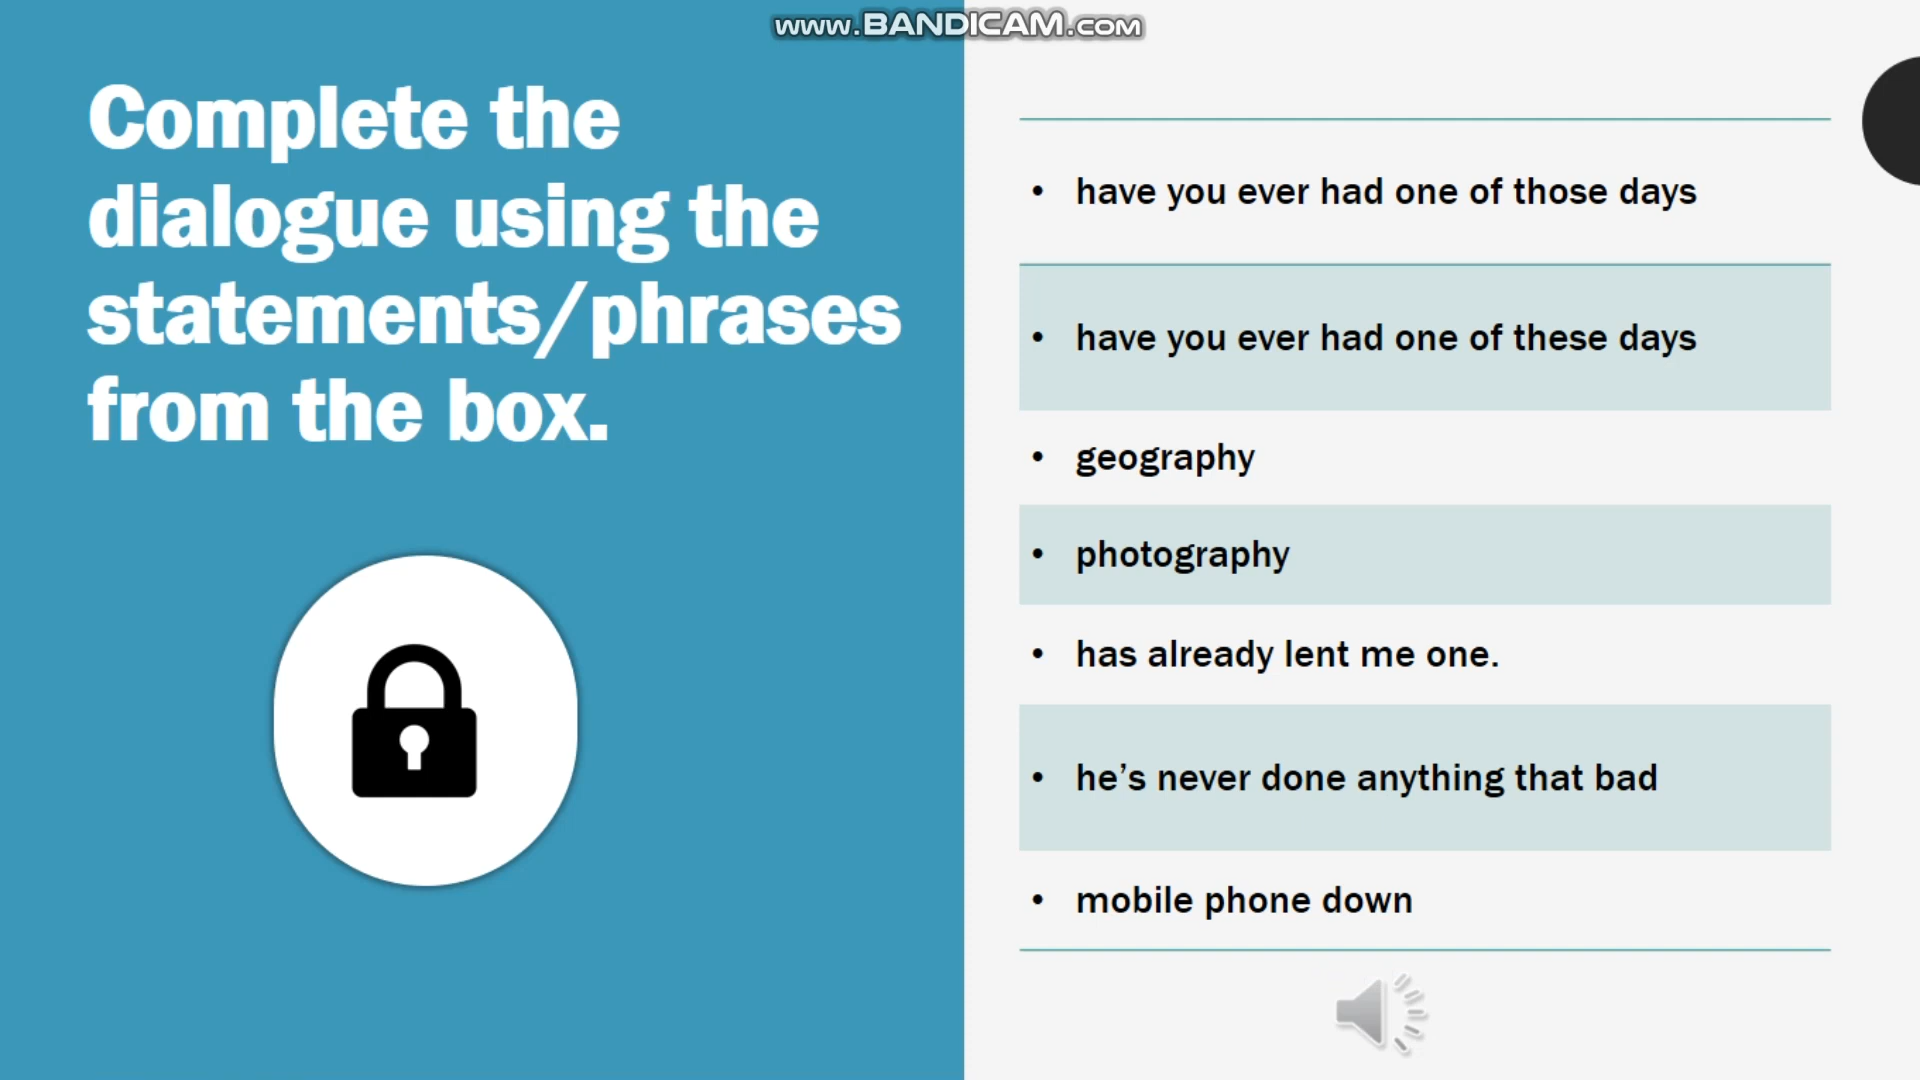 www.BANDICAM.com
Complete the
dialogue using the
statements/phrases
from the box.
• have you ever had one of those days
• have you ever had one of these days
• geography
• photography
• has already lent me one.
• he’s never done anything that bad
• mobile phone down